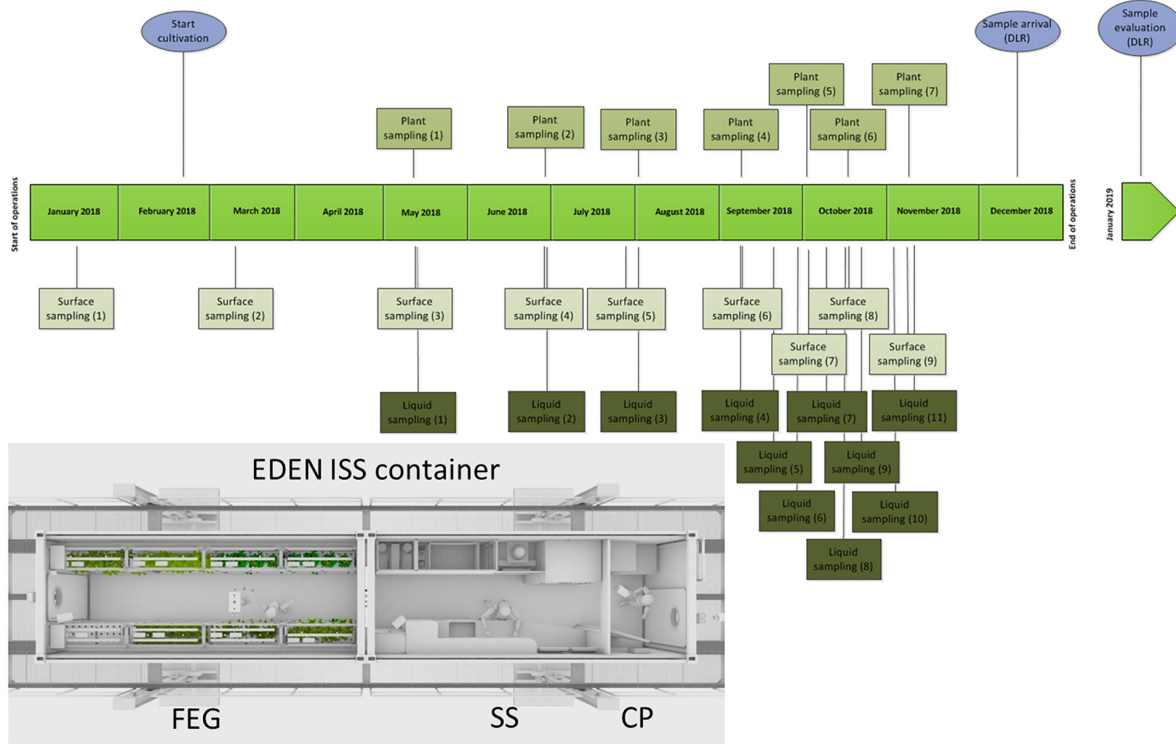 Start
cultivation
Sample arrival
(DLR)
Sample
evaluation
(DLR)
Plant
sampling (5)
Plant
sampling (7)
Plant
sampling (1)
Plant
sampling (2)
Plant
sampling (3)
Plant
sampling (4)
Plant
sampling (6)
Start of operations
January 2018
February 2018
March 2018
April 2018
May 2018
June 2018
July 2018
August 2018
September 2018
October 2018
November 2018
December 2018
End of operations
January 2019
Surface
sampling (1)
Surface
sampling (2)
Surface
sampling (3)
Surface
sampling (4)
Surface
sampling (5)
Surface
sampling (6)
Surface
sampling (8)
Surface
sampling (7)
Surface
sampling (9)
Liquid
sampling (1)
Liquid
sampling (2)
Liquid
sampling (3)
Liquid
sampling (4)
Liquid
sampling (7)
Liquid
sampling (11)
Liquid
sampling (5)
Liquid
sampling (9)
Liquid
sampling (6)
Liquid
sampling (10)
Liquid
sampling (8)
EDEN ISS container
FEG
SS
CP